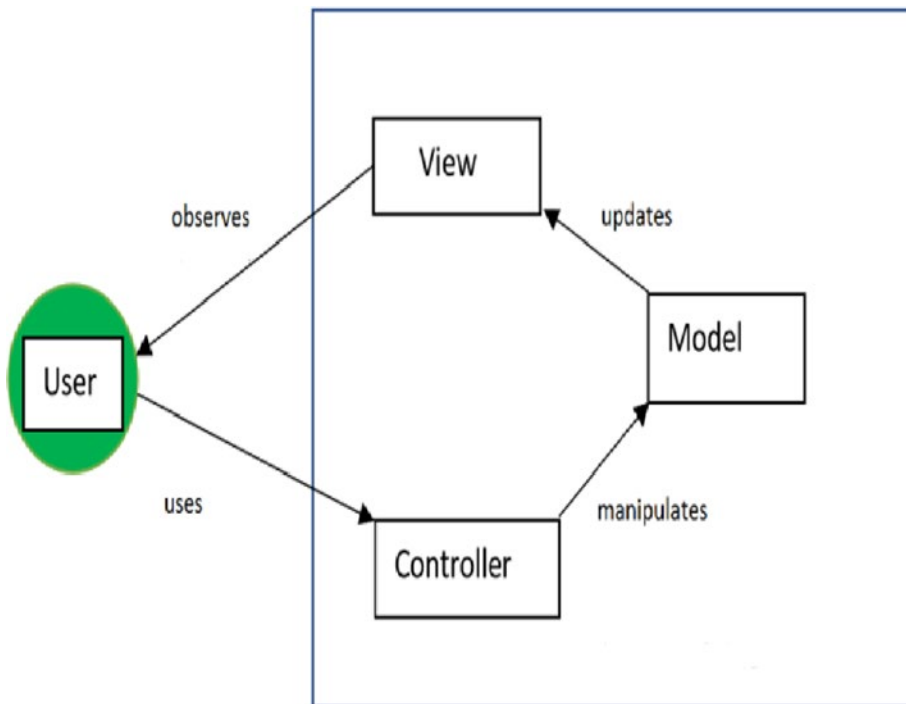 View
observes
updates
Model
User
uses
manipulates
Controller